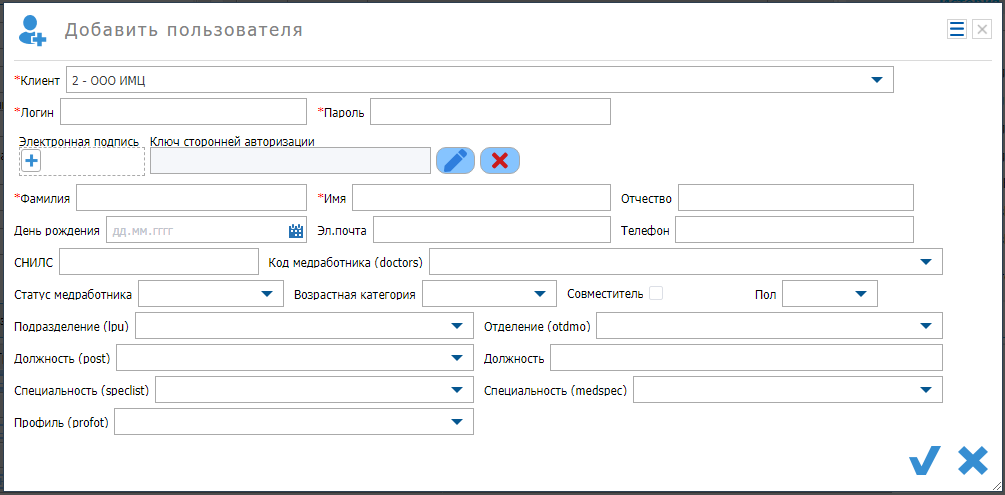 Добавить пользователя
*Клиент 2 - ООО ИМЦ
*Логин *Пароль
Электронная подпись Ключ сторонней авторизации
*Фамилия *Имя Отчество
День рождения дд.мм.гггг Эл.почта Телефон
СНИЛС Код медработника (doctors)
Статус медработника Возрастная категория Совместитель Пол
Подразделение (lpu) Отделение (otdmo)
Должность (post) Должность
Специальность (speclist) Специальность (medspec)
Профиль (profot)